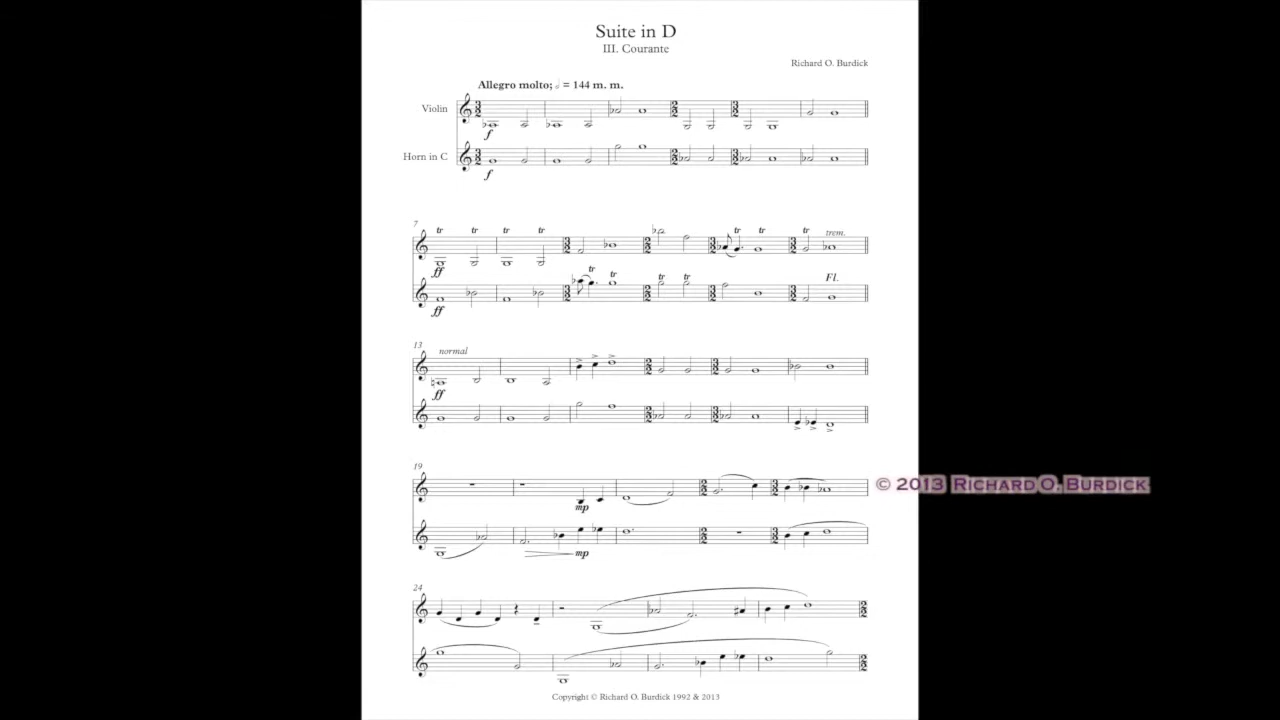 Suite in D
III. Courante
Richard O. Burdick
Allegro molto; 𝅗𝅥 = 144 m. m.
Violin
f
Horn in C
f
7
tr tr tr tr tr tr tr trem.
ff
tr tr tr tr Fl.
ff
13
normal
ff
19
mp
mp
© 2013 Richard O. Burdick
24
Copyright © Richard O. Burdick 1992 & 2013